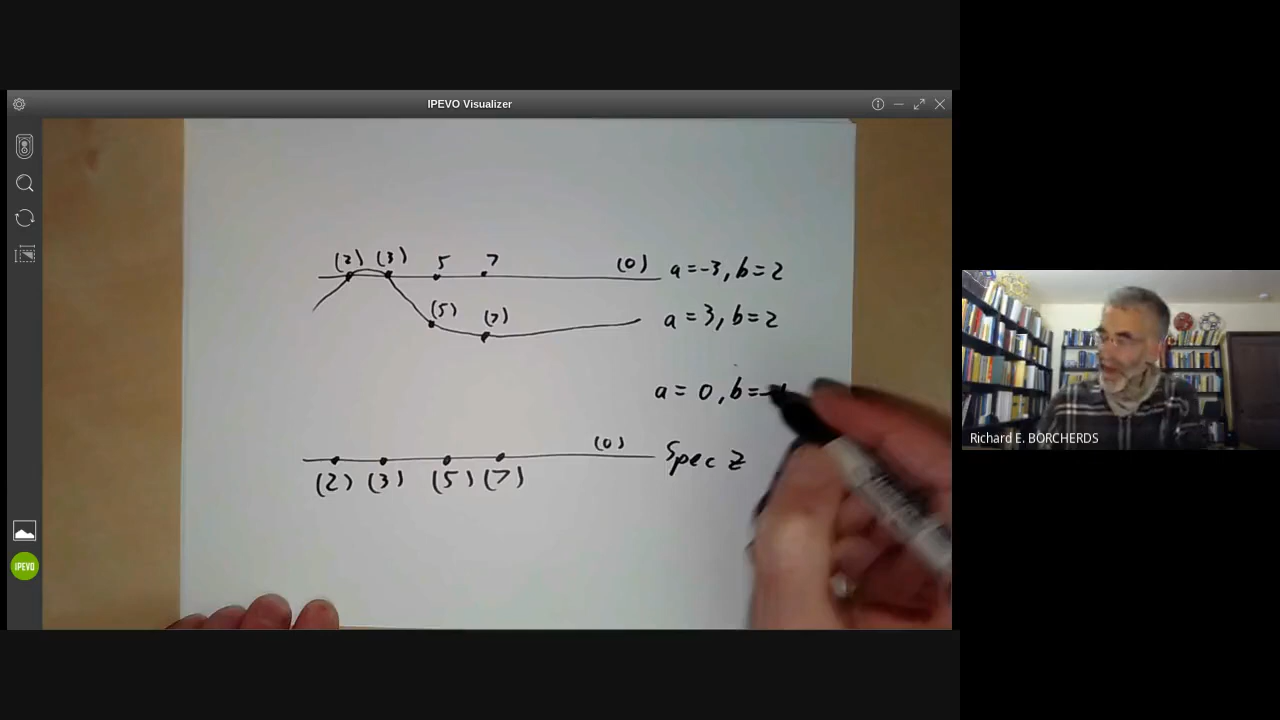 IPEVO Visualizer
(2) (3) 5 7 (0) a=-3, b=2
(5) (7) a=3, b=2
a=0, b=-1
(0) Spec Z
(2) (3) (5) (7)
Richard E. BORCHERDS
IPEVO